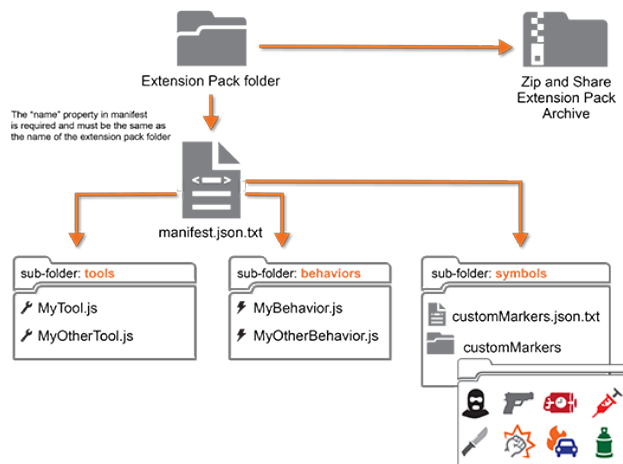 Extension Pack folder
Zip and Share
Extension Pack
Archive
The "name" property in manifest
is required and must be the same as
the name of the extension pack folder
manifest.json.txt
sub-folder: tools
MyTool.js
MyOtherTool.js
sub-folder: behaviors
MyBehavior.js
MyOtherBehavior.js
sub-folder: symbols
customMarkers.json.txt
customMarkers